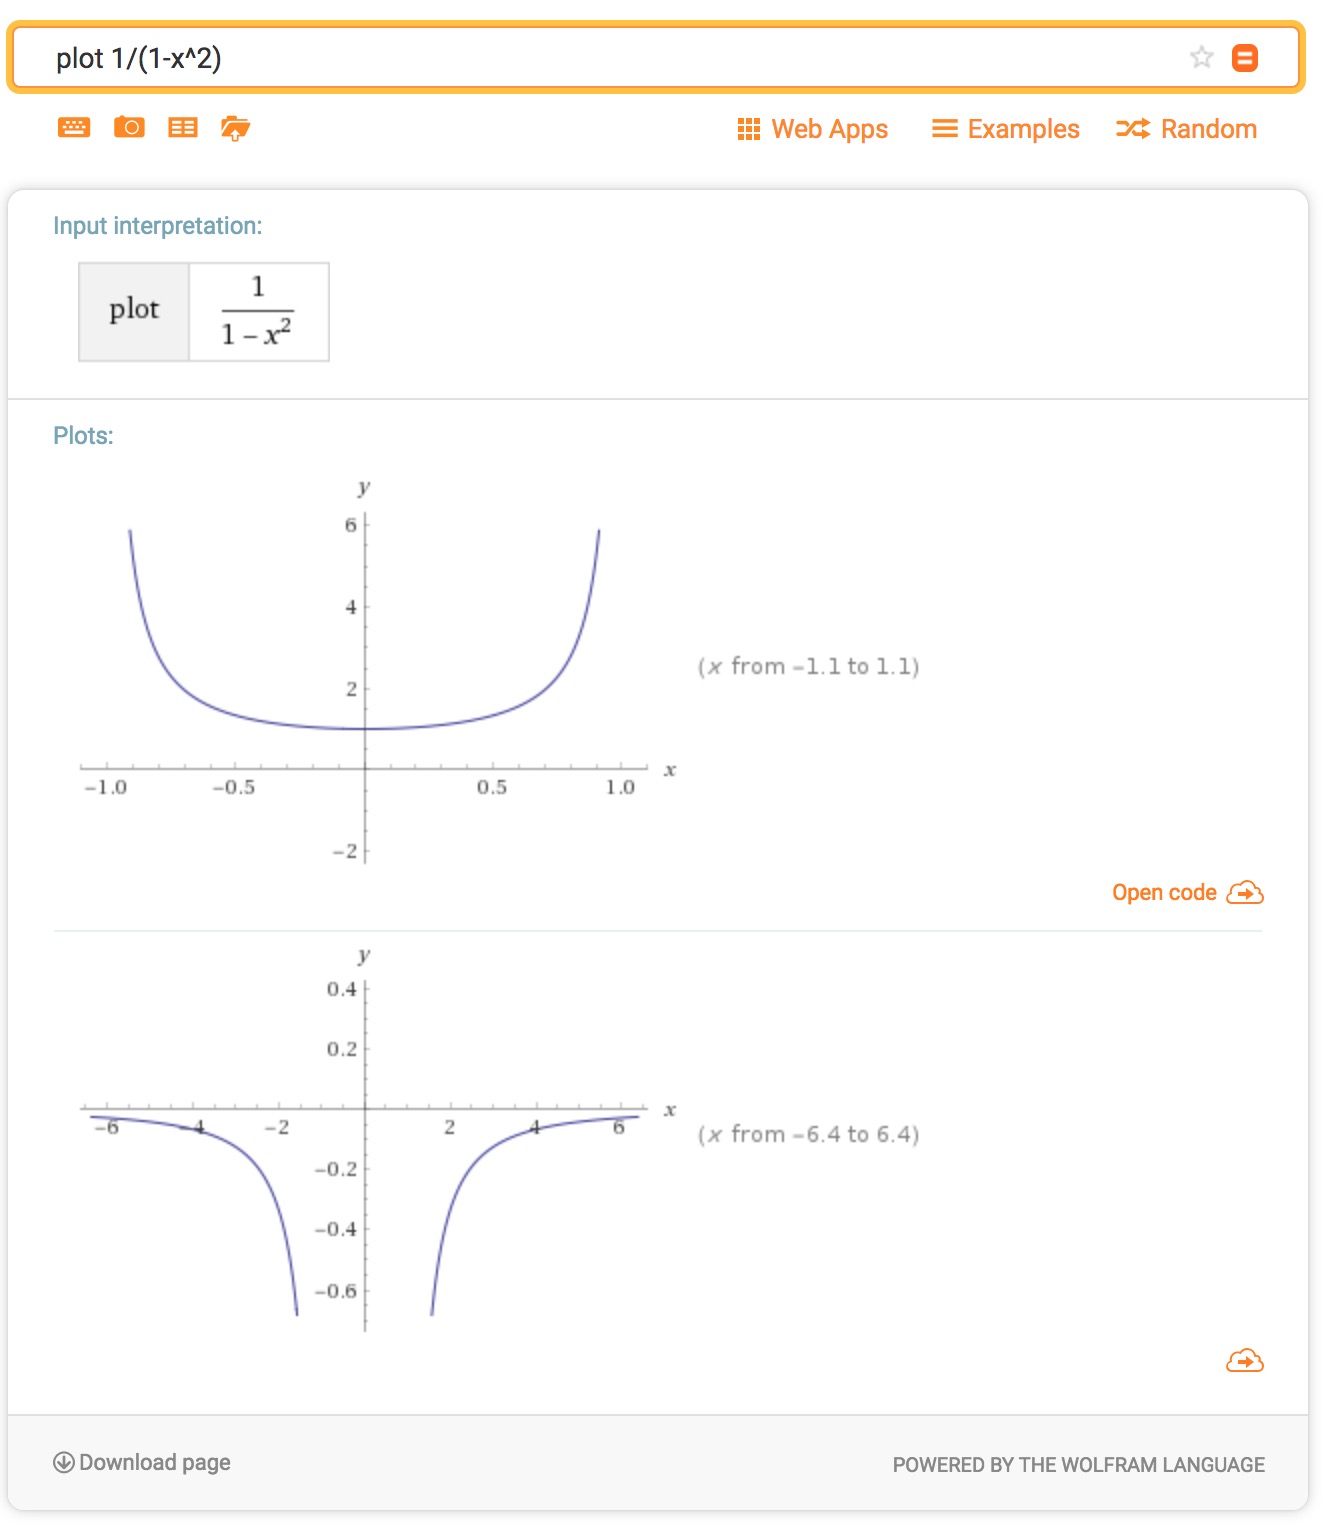 plot 1/(1-x^2)
Web Apps Examples Random
Input interpretation:
plot 1
1 – x²
Plots:
y
6
4
2
x
−1.0 −0.5 0.5 1.0
−2
(x from −1.1 to 1.1)
Open code
y
0.4
0.2
x
−6 −4 −2 2 4 6
−0.2
−0.4
−0.6
(x from −6.4 to 6.4)
Download page
POWERED BY THE WOLFRAM LANGUAGE